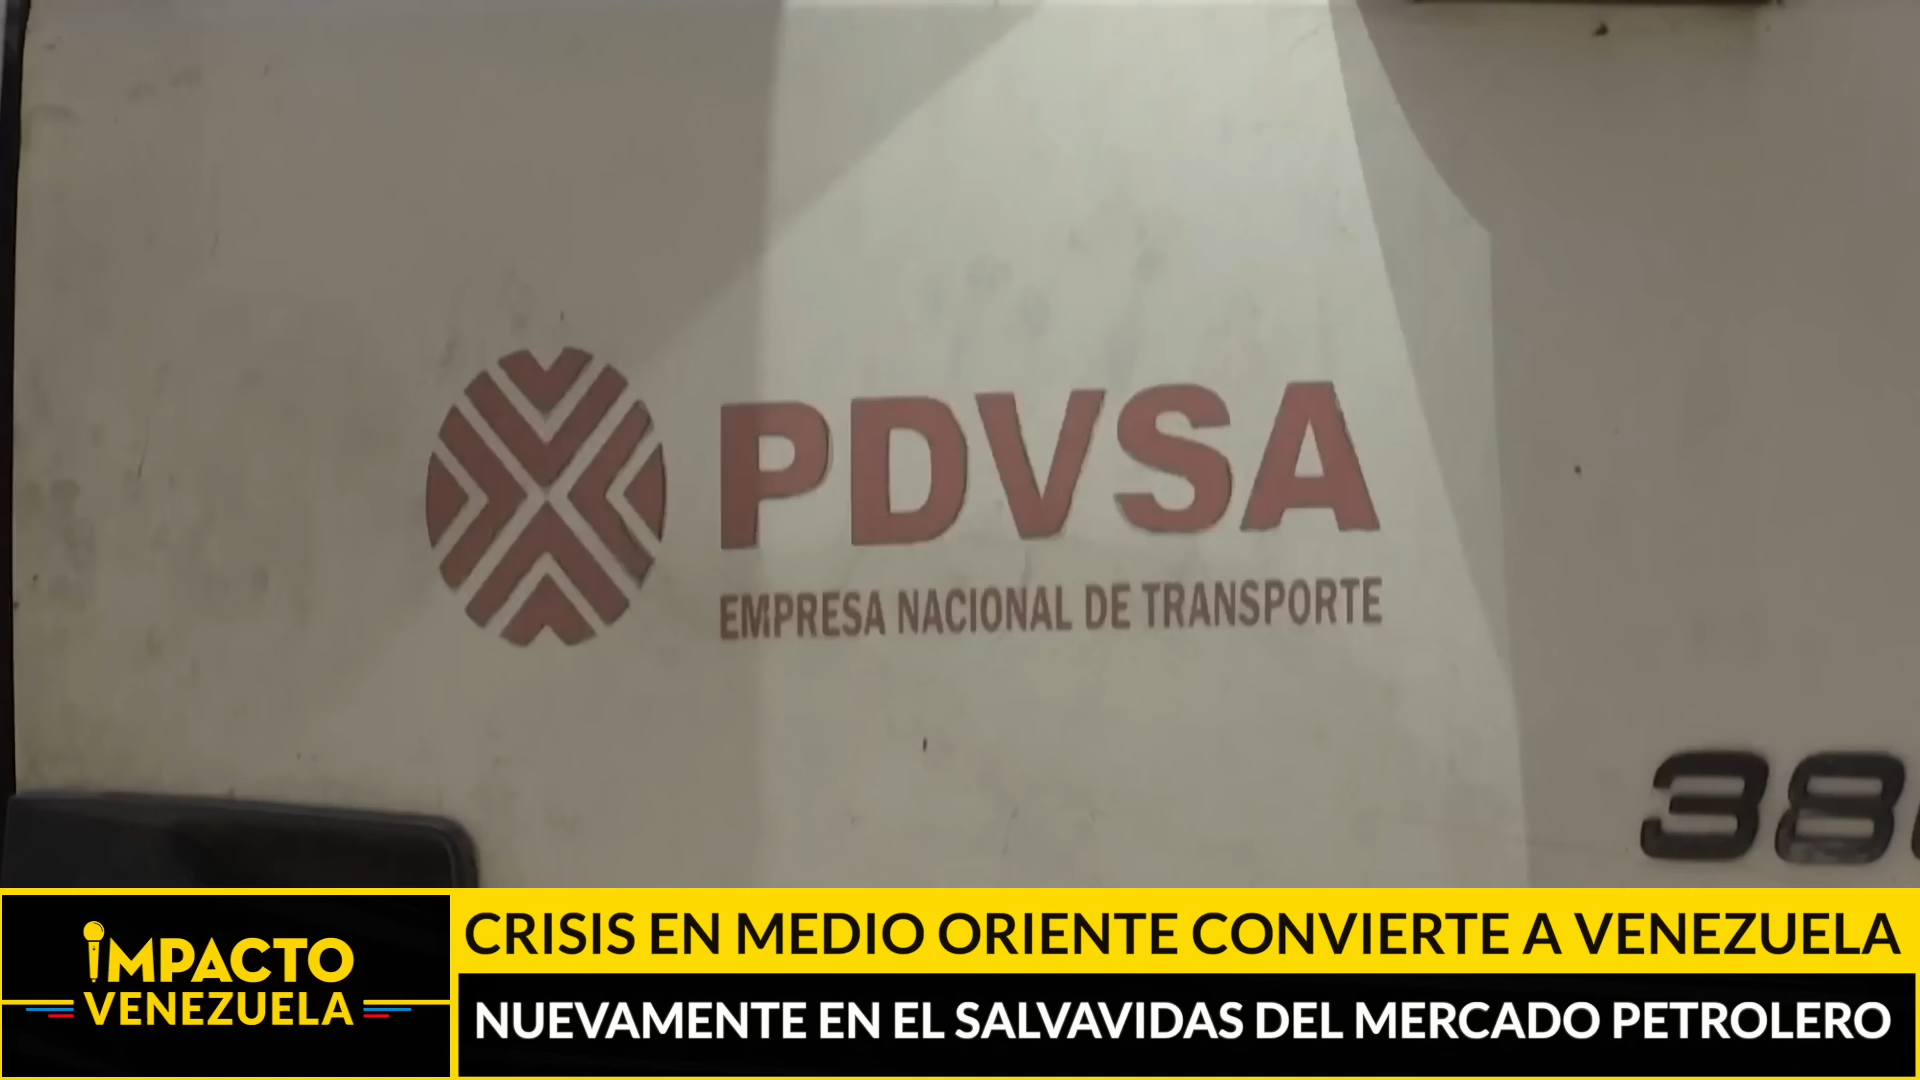 PDVSA
EMPRESA NACIONAL DE TRANSPORTE
38
IMPACTO
VENEZUELA
CRISIS EN MEDIO ORIENTE CONVIERTE A VENEZUELA
NUEVAMENTE EN EL SALVAVIDAS DEL MERCADO PETROLERO